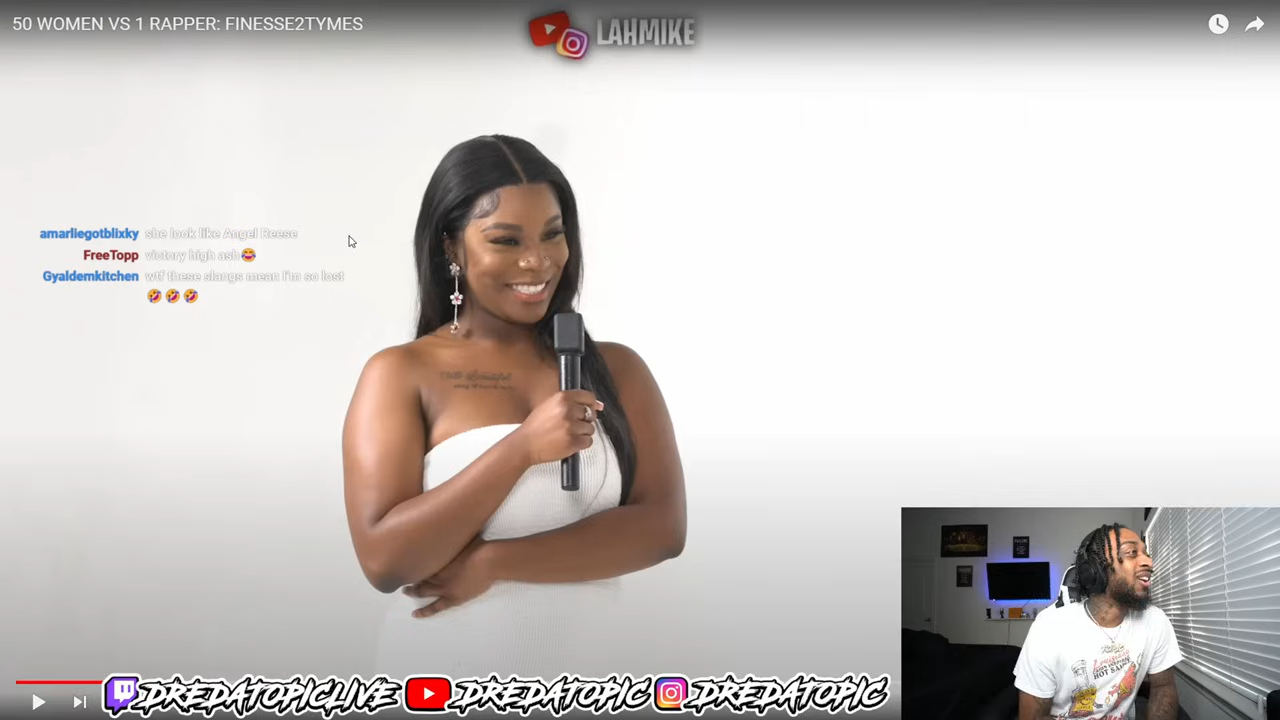 50 WOMEN VS 1 RAPPER: FINESSE2TYMES
LAHMIKE
amarliegotblixky she look like Angel Reese
FreeTopp victory high ash😂
Gyaldemkitchen wtf these slangs mean I'm so lost
🤣🤣🤣
DREDATOPICLIVE DREDATOPIC DREDATOPIC